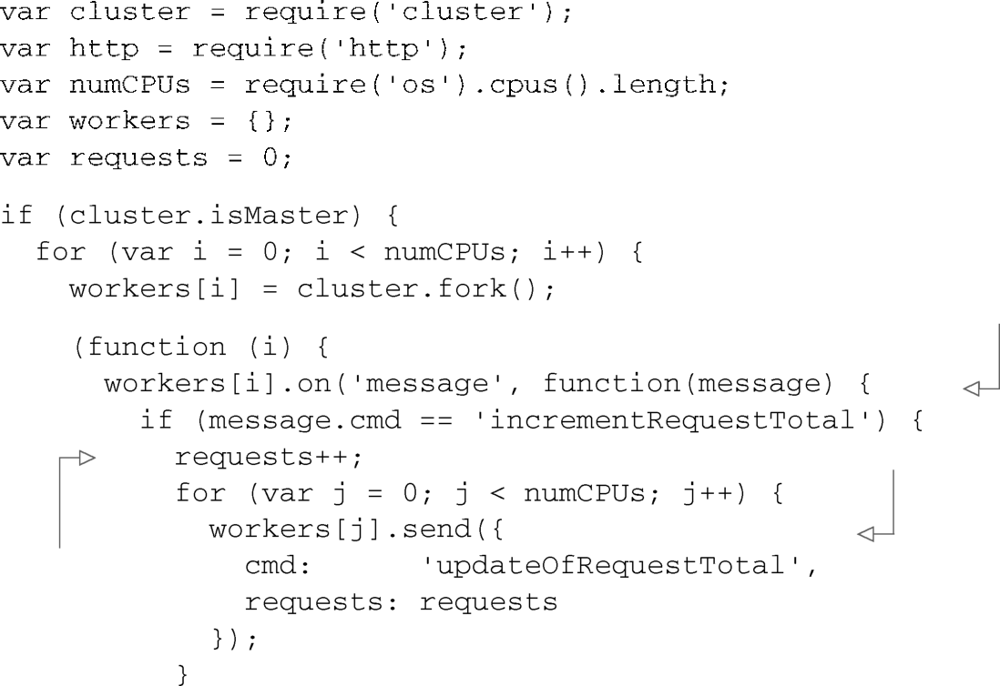 var cluster = require('cluster');
var http = require('http');
var numCPUs = require('os').cpus().length;
var workers = {};
var requests = 0;
if (cluster.isMaster) {
  for (var i = 0; i < numCPUs; i++) {
    workers[i] = cluster.fork();
    (function (i) {
      workers[i].on('message', function(message) {
        if (message.cmd == 'incrementRequestTotal') {
          requests++;
          for (var j = 0; j < numCPUs; j++) {
            workers[j].send({
              cmd:      'updateOfRequestTotal',
              requests: requests
            });
          }